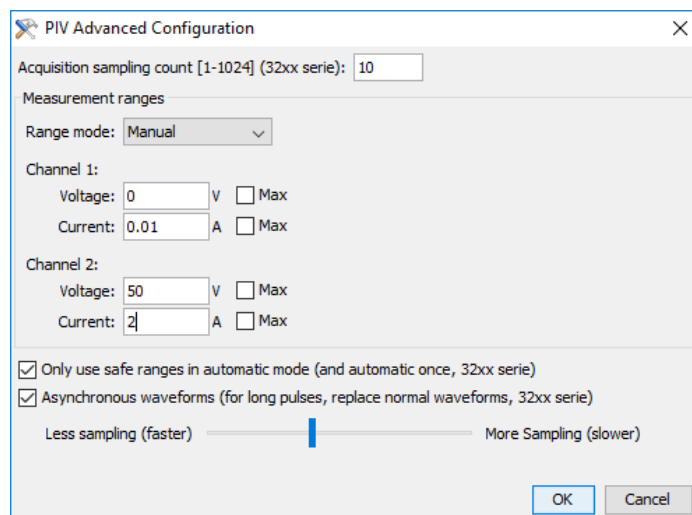 PIV Advanced Configuration
Acquisition sampling count [1-1024] (32xx serie): 10
Measurement ranges
Range mode: Manual
Channel 1:
Voltage: 0 V Max
Current: 0.01 A Max
Channel 2:
Voltage: 50 V Max
Current: 2 A Max
Only use safe ranges in automatic mode (and automatic once, 32xx serie)
Asynchronous waveforms (for long pulses, replace normal waveforms, 32xx serie)
Less sampling (faster) More Sampling (slower)
OK Cancel